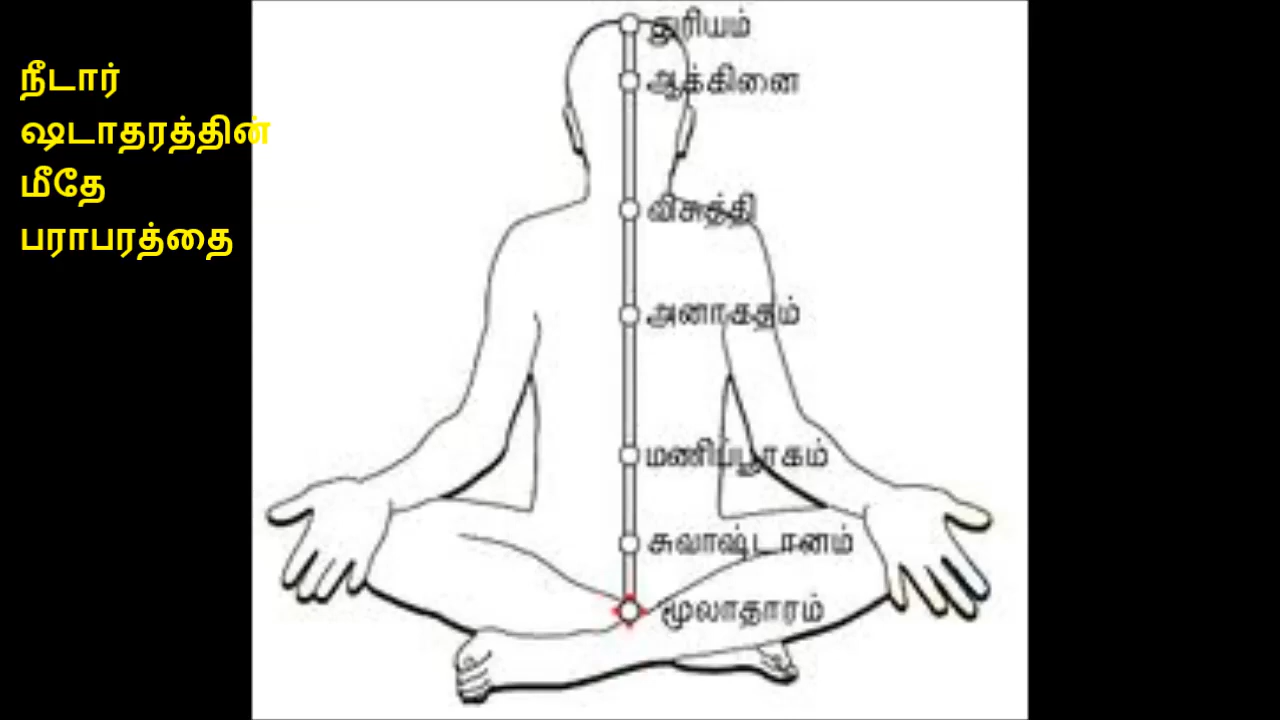 நீடார்
ஷடாதரத்தின்
மீதே
பராபரத்தை
துரியம்
ஆக்கினை
விசுத்தி
அனாகதம்
மணிப்பூரகம்
சுவாஷ்டானம்
மூலாதாரம்